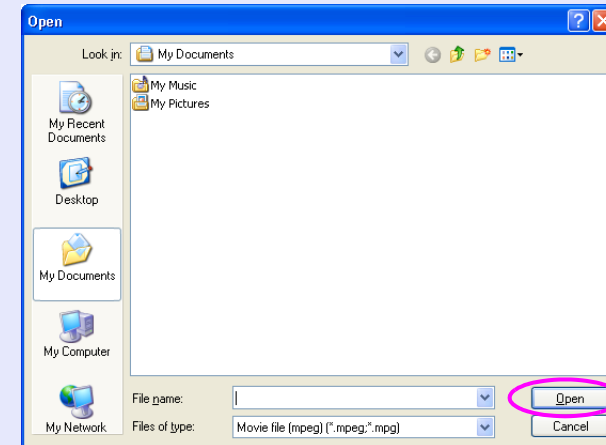 Open
Look in: My Documents
My Music
My Pictures
My Recent
Documents
Desktop
My Documents
My Computer
My Network
File name:
Open
Files of type: Movie file (mpeg) (*.mpeg;*.mpg)
Cancel